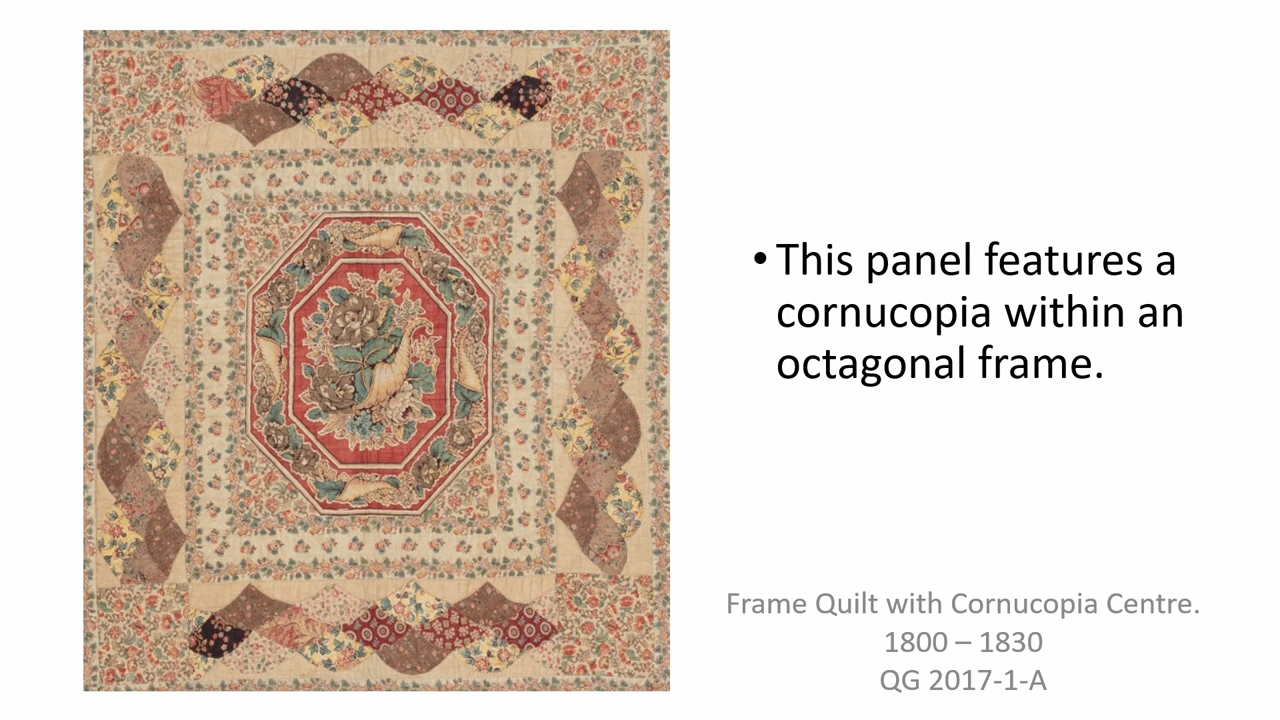 • This panel features a
cornucopia within an
octagonal frame.
Frame Quilt with Cornucopia Centre.
1800 – 1830
QG 2017-1-A